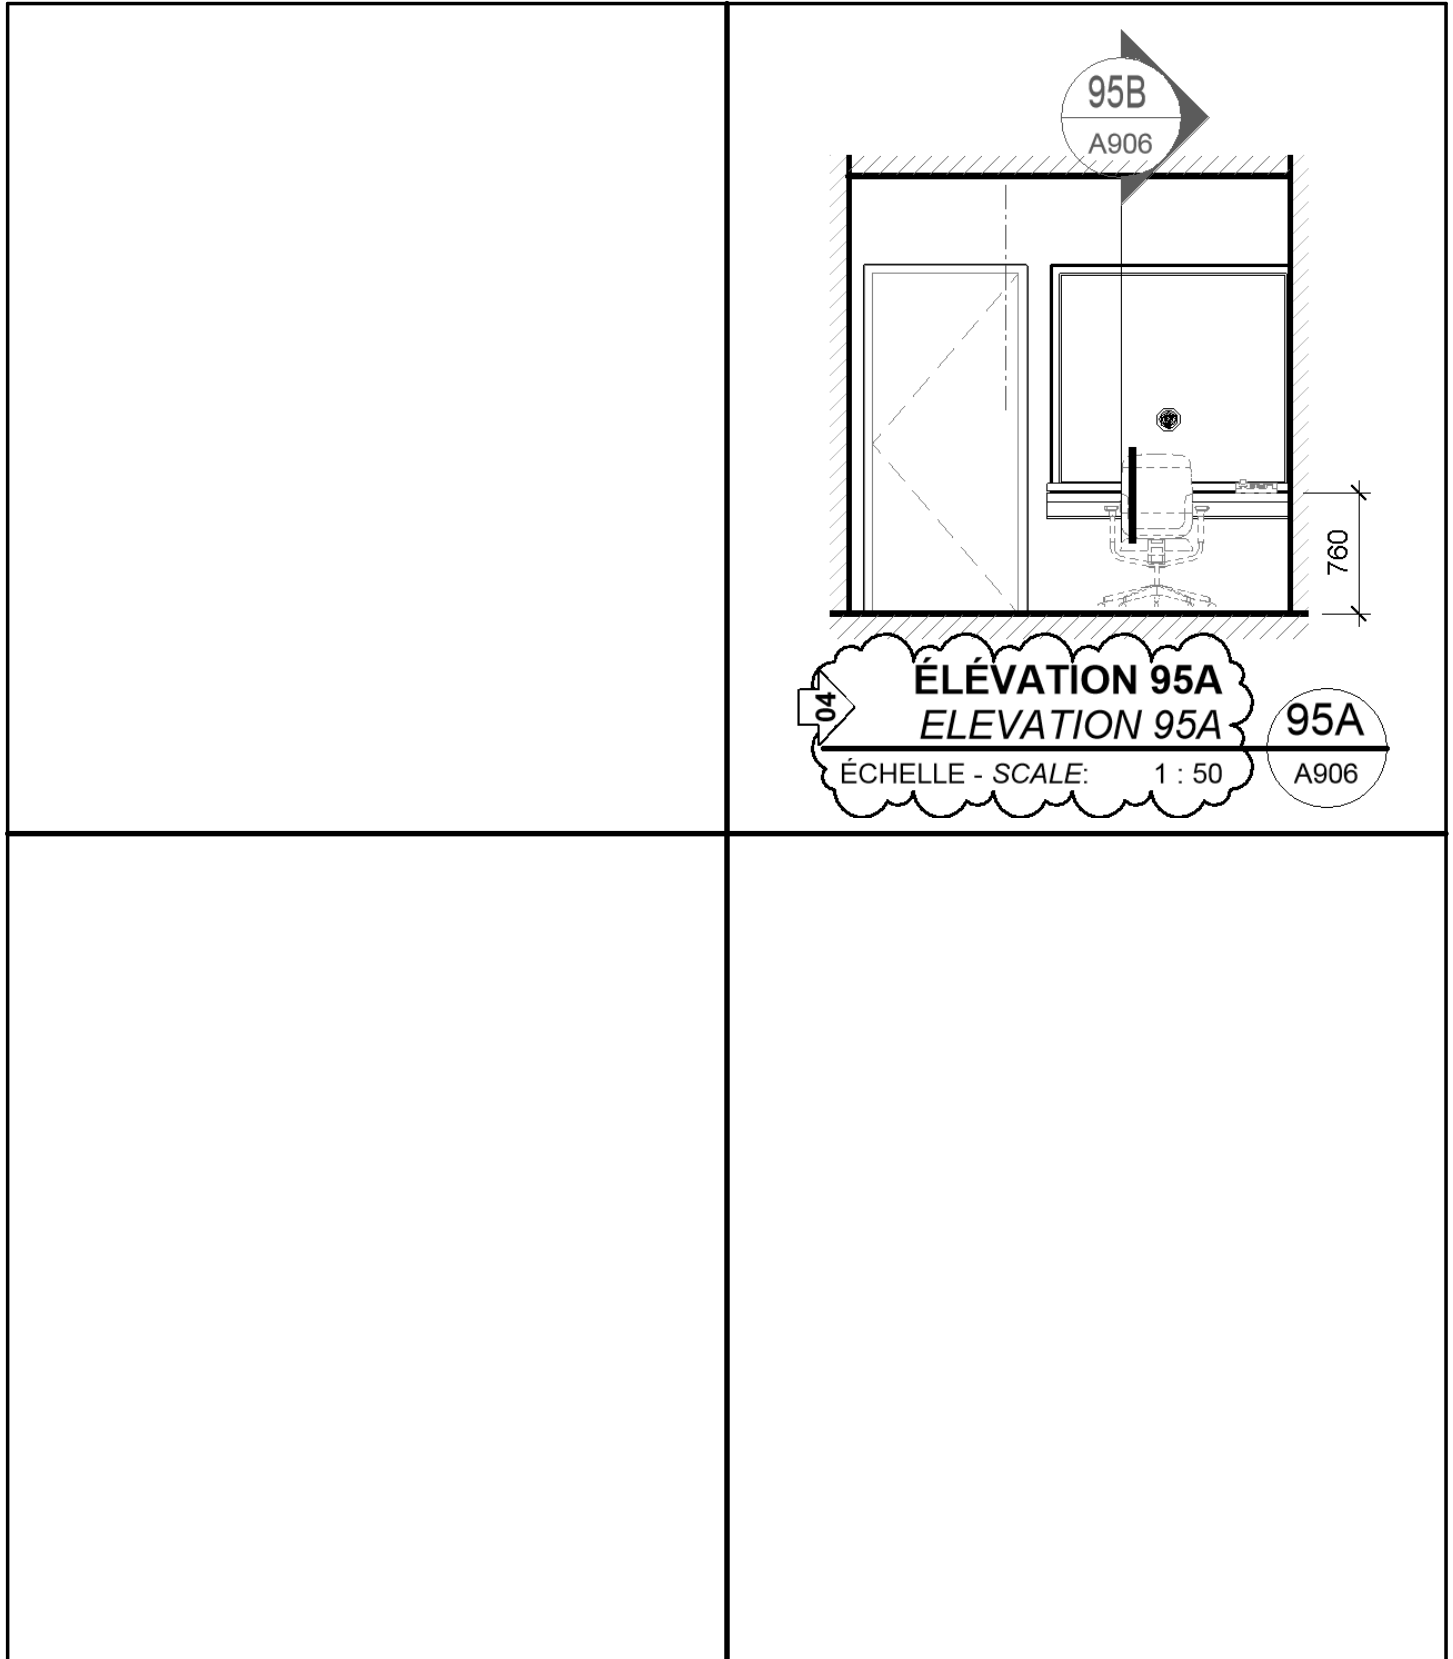 95B
A906
760
04
ÉLÉVATION 95A
ELEVATION 95A
ÉCHELLE - SCALE: 1 : 50
95A
A906